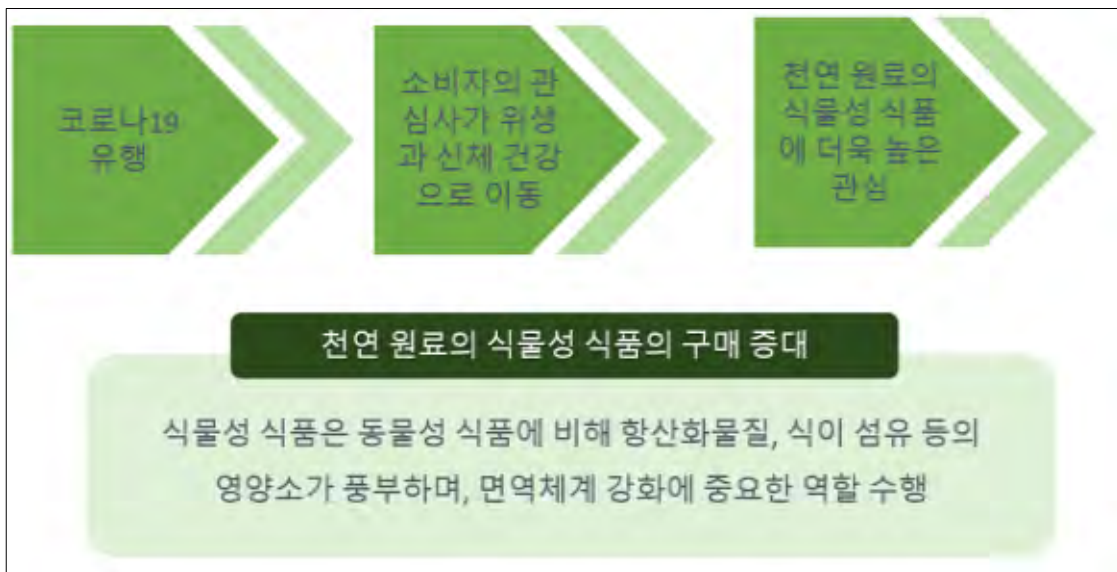 코로나19
유행
소비자의 관
심사가 위생
과 신체 건강
으로 이동
천연 원료의
식물성 식품
에 더욱 높은
관심
천연 원료의 식물성 식품의 구매 증대
식물성 식품은 동물성 식품에 비해 항산화물질, 식이 섬유 등의
영양소가 풍부하며, 면역체계 강화에 중요한 역할 수행